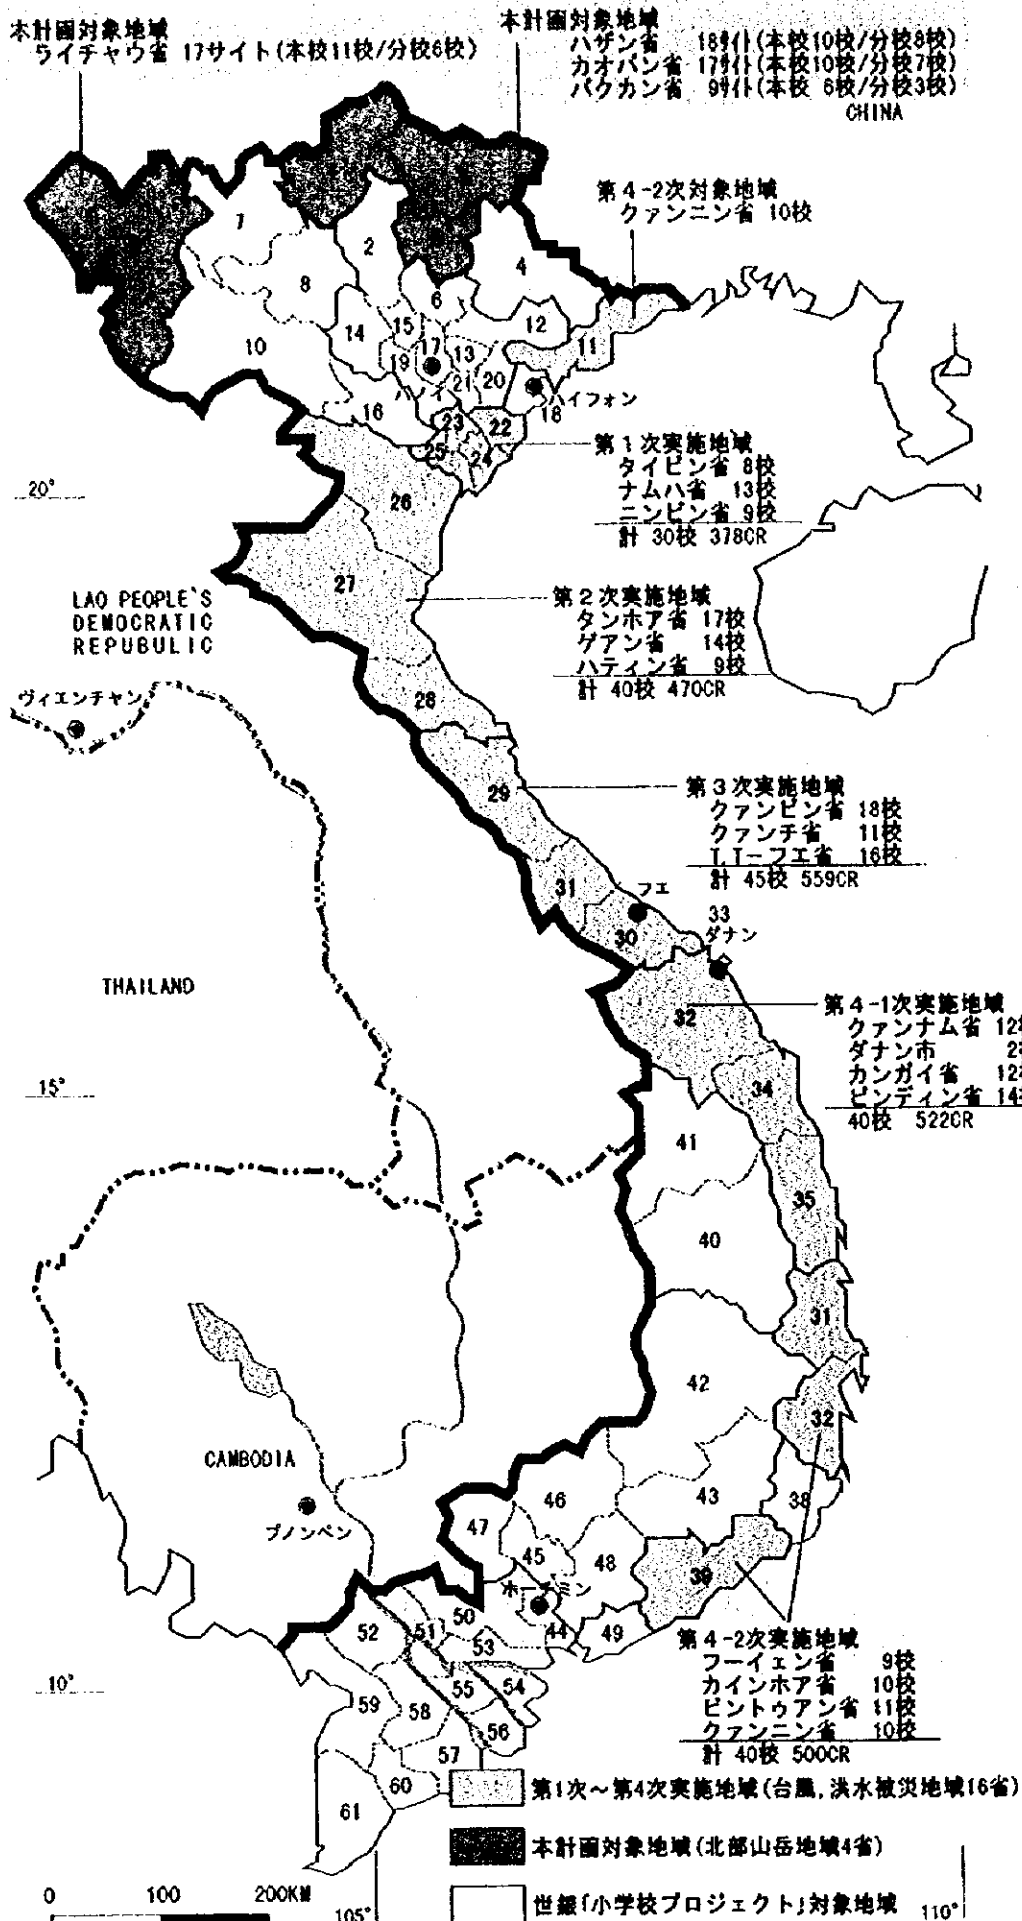 本計画対象地域
ライチャウ省 17サイト(本校11校/分校6校)
本計画対象地域
ハザン省 18サイト(本校10校/分校8校)
カオバン省 17サイト(本校10校/分校7校)
バクカン省 9サイト(本校 6校/分校3校)
CHINA
第4-2次対象地域
クァンニン省 10校
7
2
4
8
6
12
14
15
17
13
11
10
19
21
20
ハノイ
ハイフォン
18
16
23
22
25
24
第1次実施地域
タイビン省 8校
ナムハ省 13校
ニンビン省 9校
計 30校 378CR
20°
26
27
LAO PEOPLE'S
DEMOCRATIC
REPUBULIC
第2次実施地域
タンホア省 17校
ゲアン省 14校
ハティン省 9校
計 40校 470CR
ヴィエンチャン
28
29
第3次実施地域
クァンビン省 18校
クァンチ省 11校
T.T-フエ省 16校
計 45校 559CR
31
フエ
30
33
ダナン
THAILAND
32
第4-1次実施地域
クァンナム省 12
ダナン市 2
カンガイ省 12
ビンディン省 14
40校 522CR
15°
34
41
35
40
31
42
32
CAMBODIA
プノンペン
46
43
38
47
45
48
39
ホーチミン
50
44
49
52
51
53
第4-2次実施地域
フーイェン省 9校
カインホア省 10校
ビントゥアン省 11校
クァンニン省 10校
計 40校 500CR
10°
59
58
55
54
56
57
60
61
第1次～第4次実施地域(台風,洪水被災地域16省)
本計画対象地域(北部山岳地域4省)
世銀「小学校プロジェクト」対象地域
0 100 200KM
105°
110°